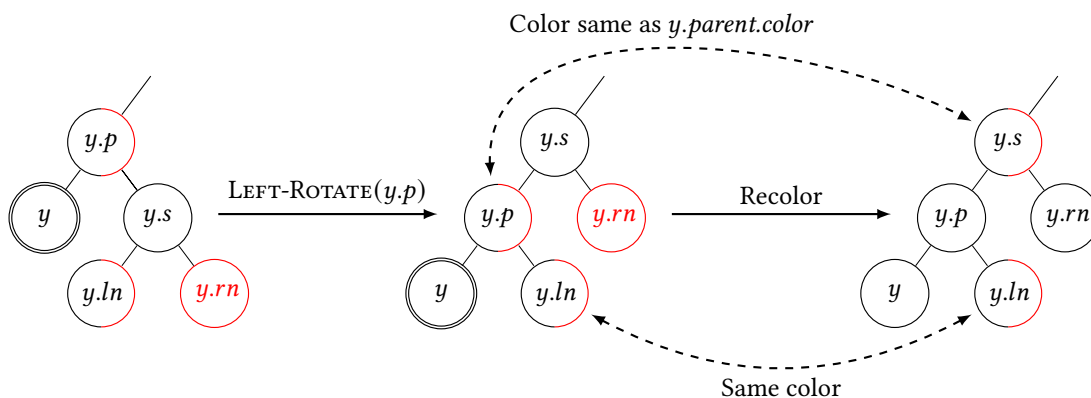 Color same as y.parent.color
y.p
y.s
y.s
y
y.s
LEFT-ROTATE(y.p)
y.p
y.rn
Recolor
y.p
y.rn
y.ln
y.rn
y
y.ln
y
y.ln
Same color